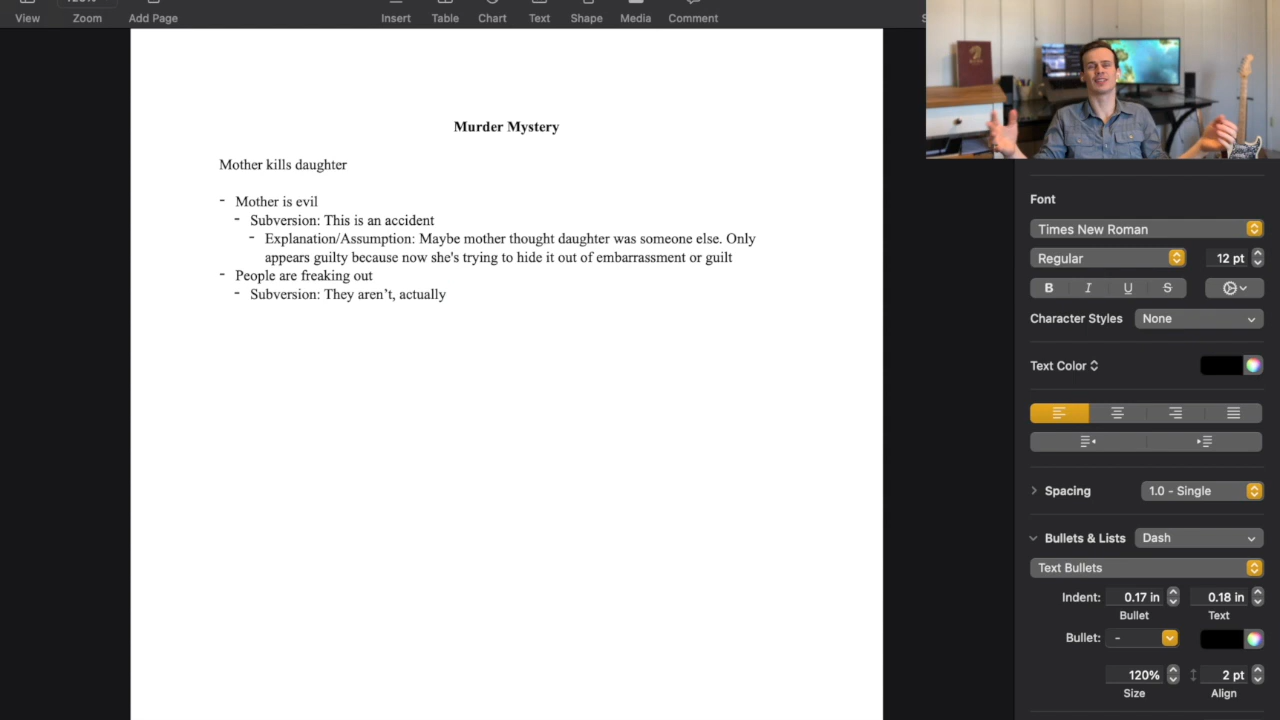 View
Zoom
Add Page
Insert
Table
Chart
Text
Shape
Media
Comment
Murder Mystery
Mother kills daughter
- Mother is evil
- Subversion: This is an accident
- Explanation/Assumption: Maybe mother thought daughter was someone else. Only
appears guilty because now she's trying to hide it out of embarrassment or guilt
- People are freaking out
- Subversion: They aren’t, actually
Font
Times New Roman
Regular 12 pt
B I U S
Character Styles None
Text Color
Spacing 1.0 - Single
Bullets & Lists Dash
Text Bullets
Indent: 0.17 in 0.18 in
Bullet Text
Bullet: -
120% 2 pt
Size Align